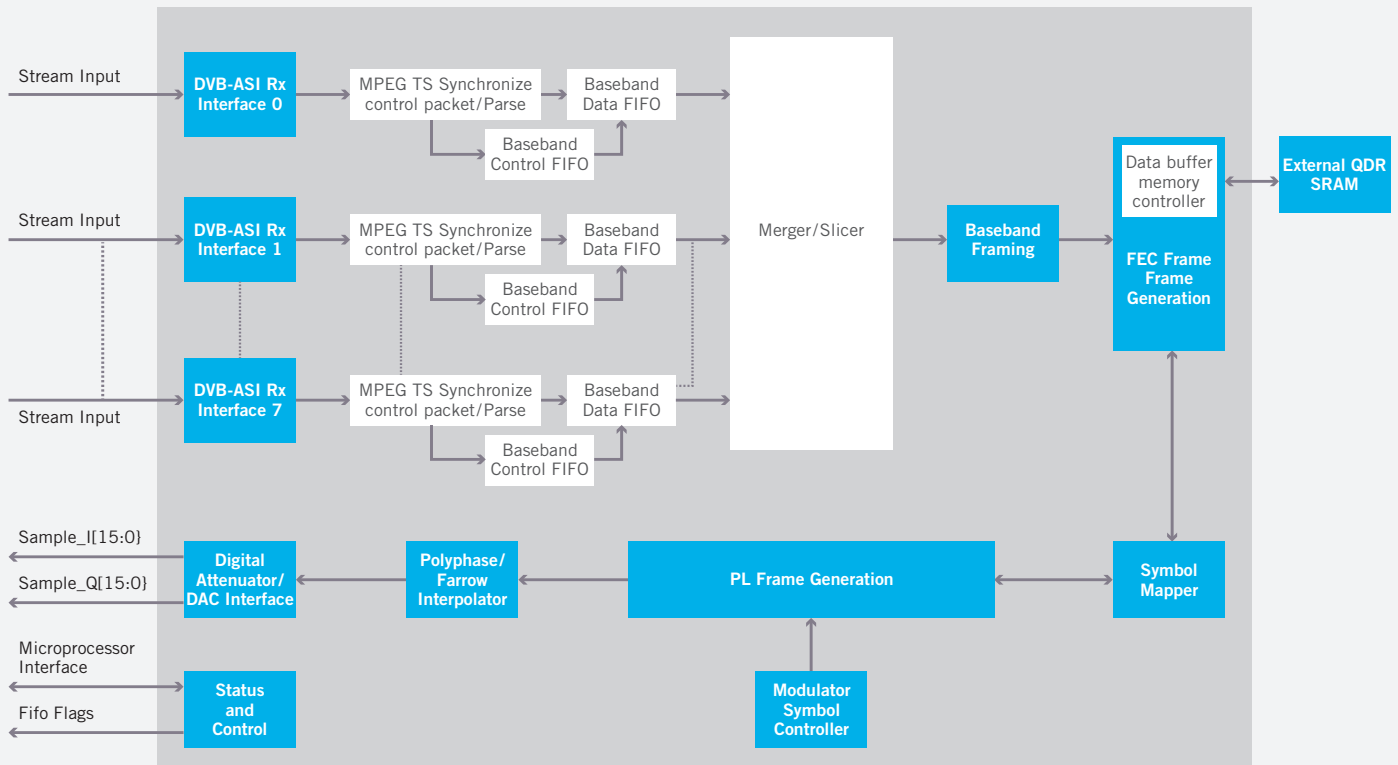 Stream Input
DVB-ASI Rx
Interface 0
MPEG TS Synchronize
control packet/Parse
Baseband
Data FIFO
Baseband
Control FIFO
Stream Input
DVB-ASI Rx
Interface 1
MPEG TS Synchronize
control packet/Parse
Baseband
Data FIFO
Baseband
Control FIFO
Stream Input
DVB-ASI Rx
Interface 7
MPEG TS Synchronize
control packet/Parse
Baseband
Data FIFO
Baseband
Control FIFO
Merger/Slicer
Baseband
Framing
Data buffer
memory
controller
FEC Frame
Frame
Generation
External QDR
SRAM
Sample_I[15:0}
Sample_Q[15:0}
Digital
Attenuator/
DAC Interface
Polyphase/
Farrow
Interpolator
PL Frame Generation
Symbol
Mapper
Microprocessor
Interface
Fifo Flags
Status
and
Control
Modulator
Symbol
Controller